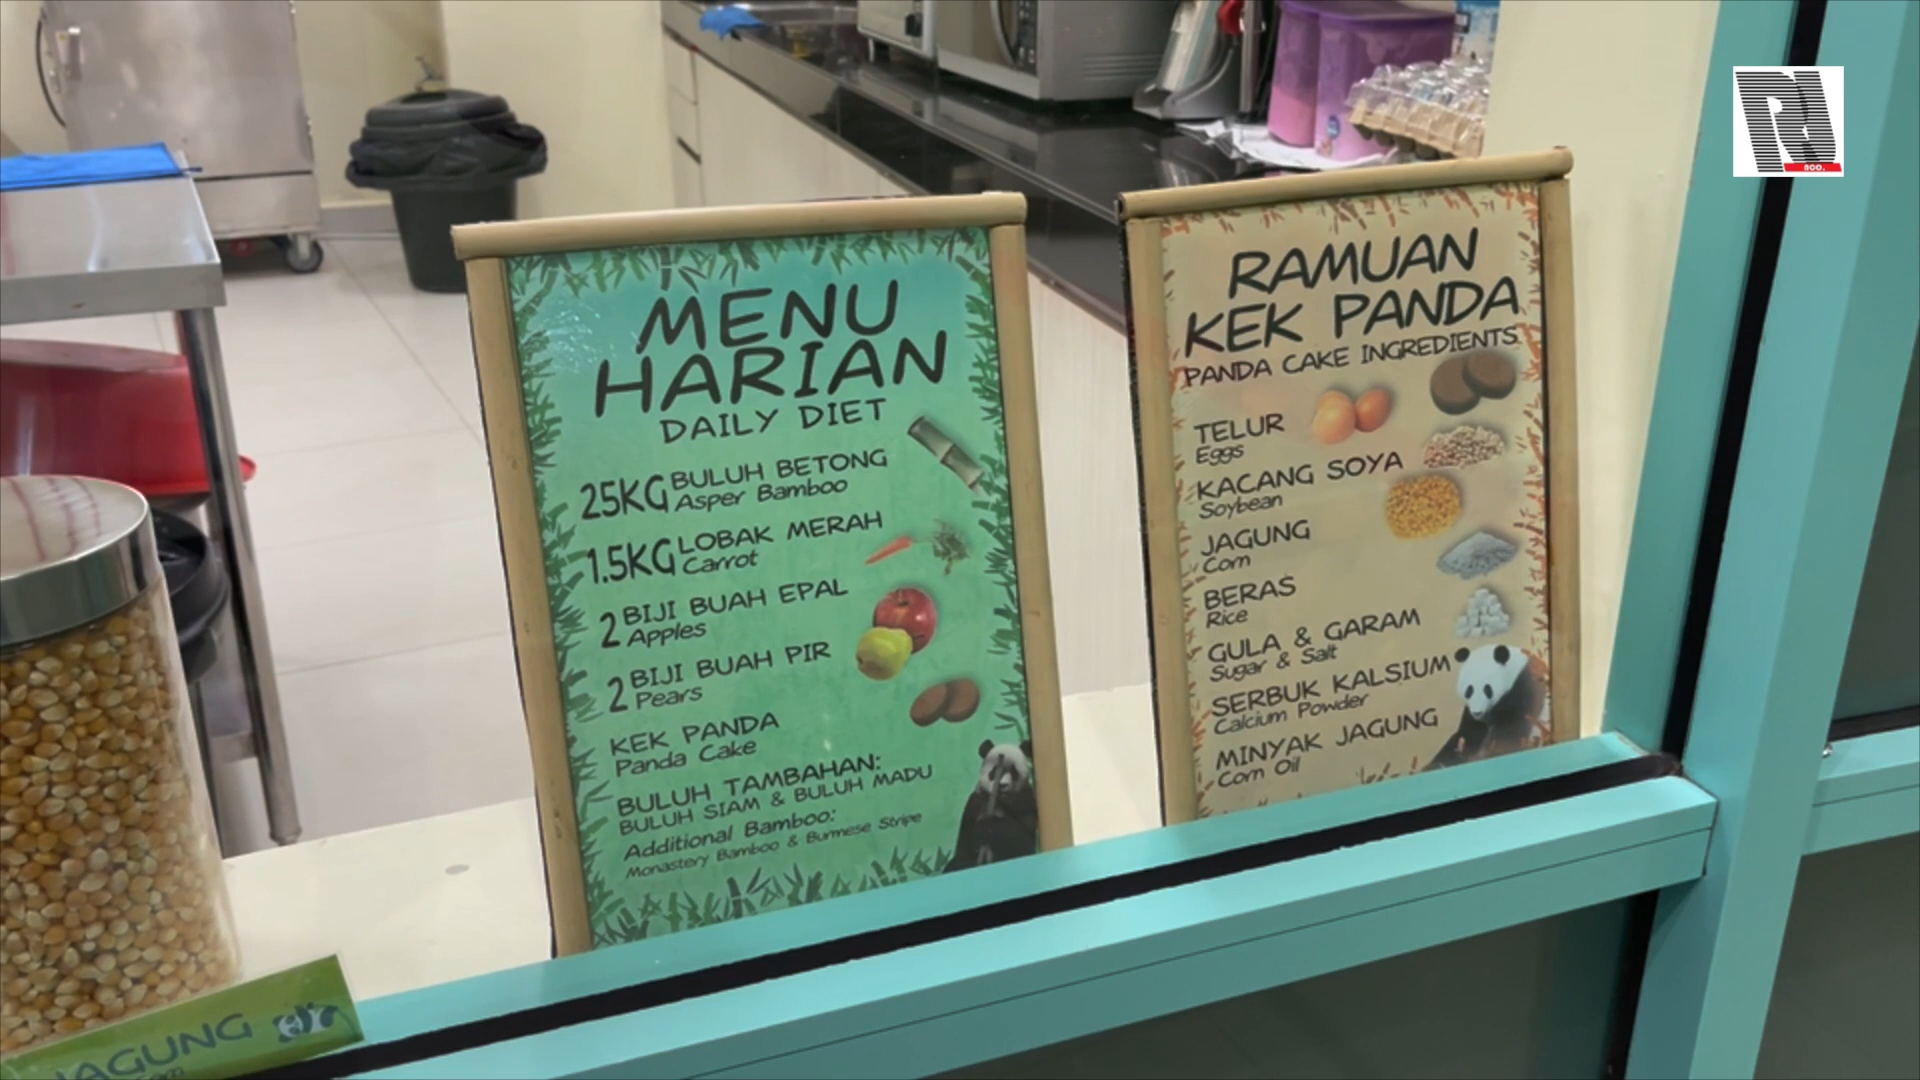 MENU
HARIAN
DAILY DIET
25KG BULUH BETONG
Asper Bamboo
1.5KG LOBAK MERAH
Carrot
2 BIJI BUAH EPAL
Apples
2 BIJI BUAH PIR
Pears
KEK PANDA
Panda Cake
BULUH TAMBAHAN:
BULUH SIAM & BULUH MADU
Additional Bamboo:
Monastery Bamboo & Burmese Stripe
RAMUAN
KEK PANDA
PANDA CAKE INGREDIENTS
TELUR
Eggs
KACANG SOYA
Soybean
JAGUNG
Corn
BERAS
Rice
GULA & GARAM
Sugar & Salt
SERBUK KALSIUM
Calcium Powder
MINYAK JAGUNG
Corn Oil
JAGUNG